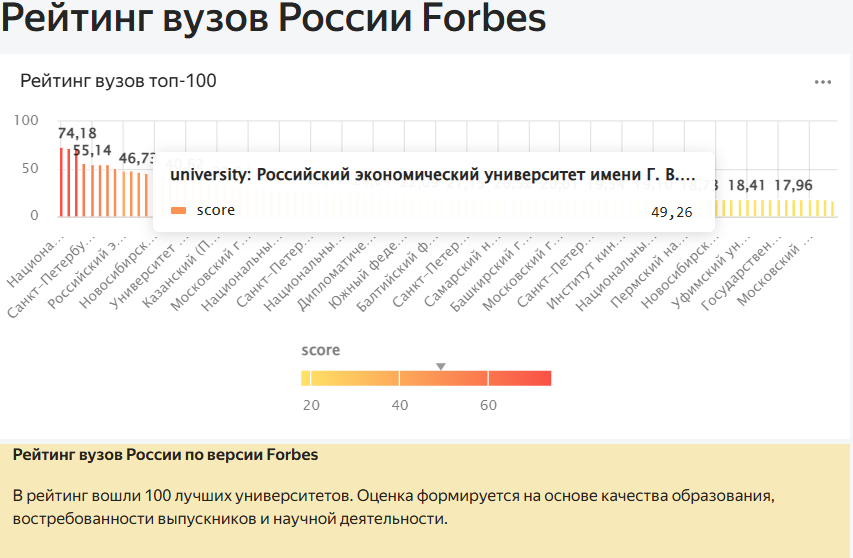 Рейтинг вузов России Forbes
Рейтинг вузов топ-100
100
74,18
55,14
46,73
university: Российский экономический университет имени Г. В....
50
18,41
17,96
score
49,26
0
Национа...
Санкт-Петербу...
Российский э...
Новосибирск...
Университет ...
Казанский (П...
Московский г...
Национальны...
Санкт-Петер...
Национальны...
Дипломатиче...
Южный феде...
Балтийский ф...
Санкт-Петер...
Самарский н...
Башкирский г...
Московский г...
Санкт-Петер...
Институт кин...
Национальны...
Пермский на...
Новосибирск...
Уфимский ун...
Государствен...
Московский ...
score
20
40
60
Рейтинг вузов России по версии Forbes
В рейтинг вошли 100 лучших университетов. Оценка формируется на основе качества образования,
востребованности выпускников и научной деятельности.